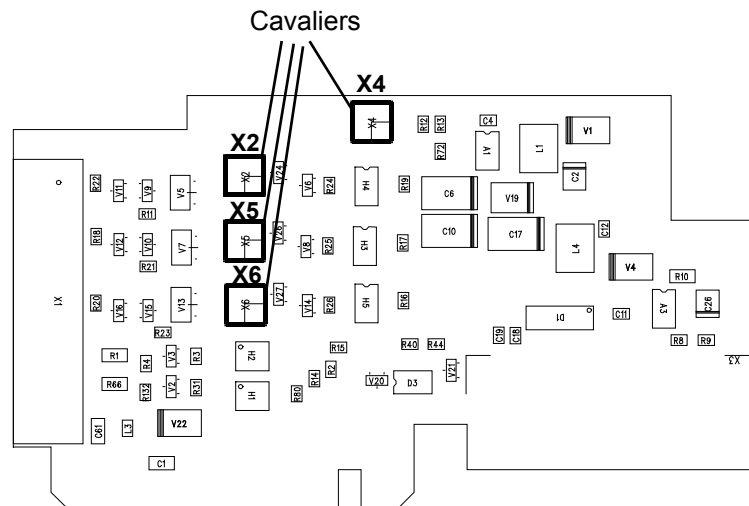 Cavaliers
X4
X4
R12
R13
C4
V1
R72
A1
L1
X2
X2
V24
C2
R22
V11
V9
V5
V6
R24
H4
R19
C6
V19
R11
X5
X5
V26
R18
V12
V10
V7
V8
R25
H3
R17
C10
C17
L4
C12
R21
X6
X6
V27
V4
R10
X1
R20
V16
V15
V13
V14
R26
H5
R16
D1
C11
A3
C26
R23
C19
C18
R8
R9
R1
R4
V3
R3
H2
R15
R40
R44
X3
R66
R132
V2
R31
H1
R80
R14
R2
V20
D3
V21
C61
L3
V22
C1